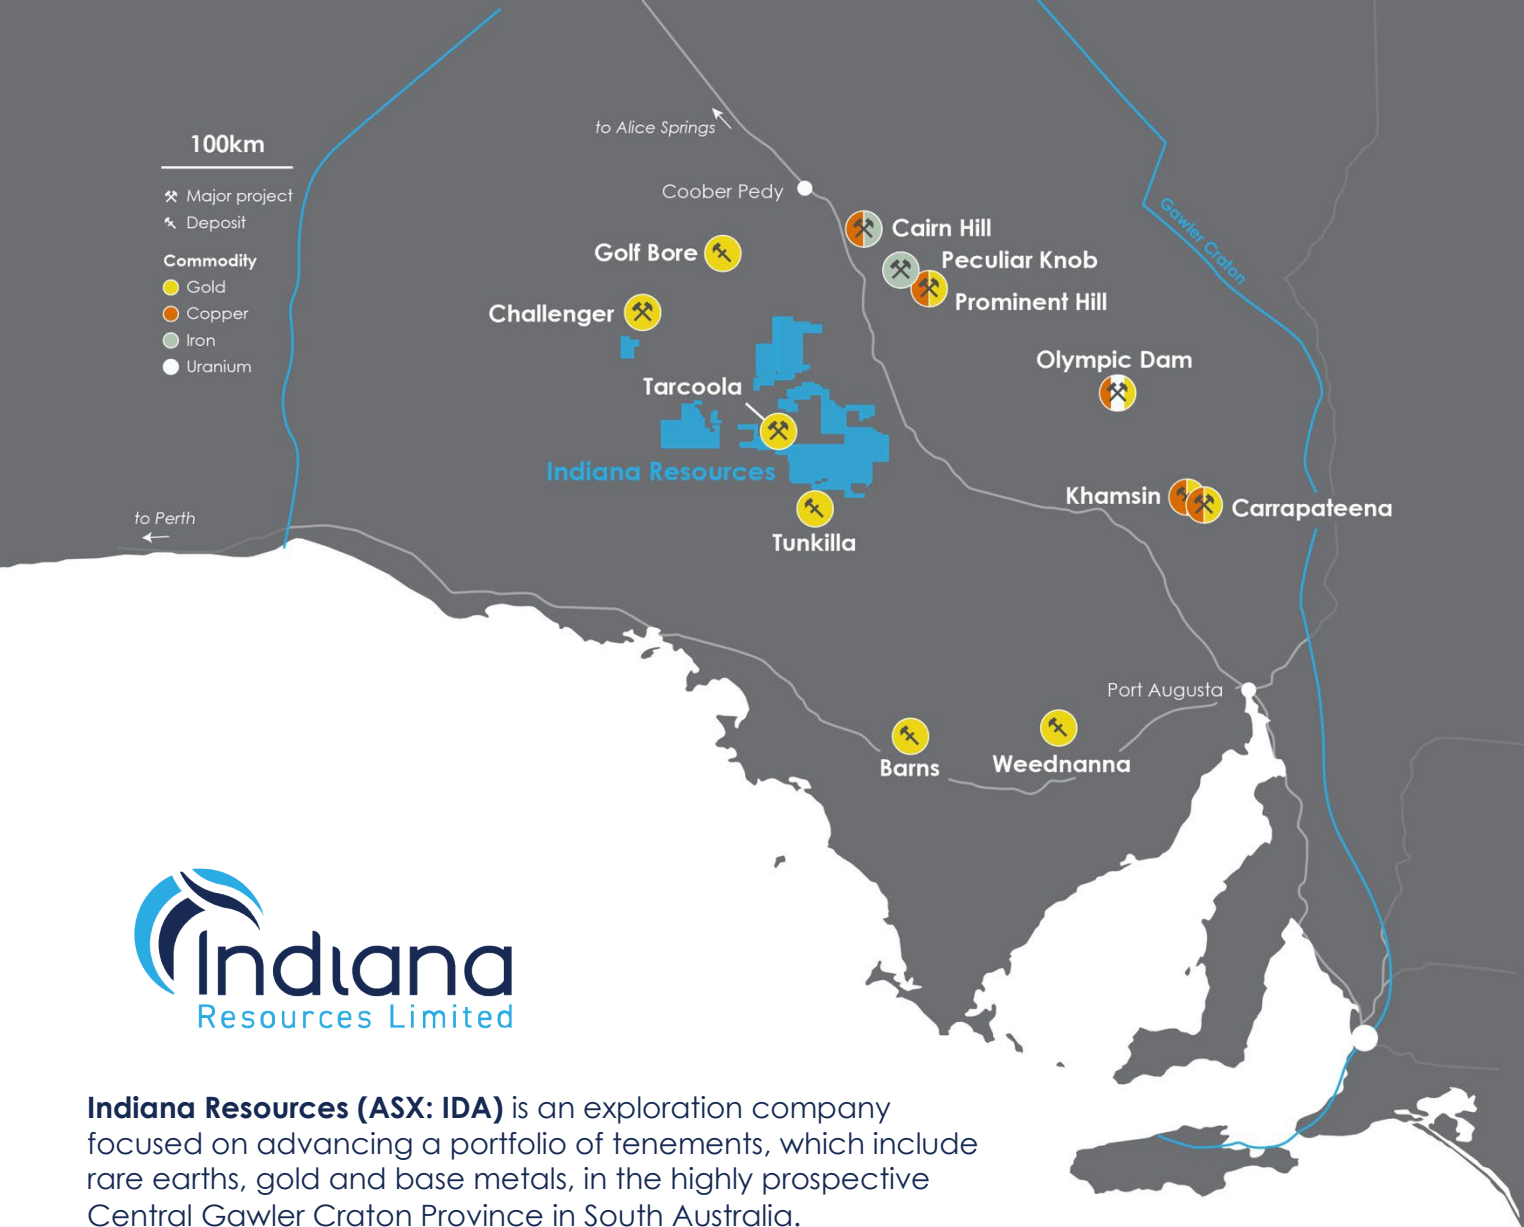 100km
Major project
Deposit
Commodity
Gold
Copper
Iron
Uranium
to Alice Springs
Coober Pedy
Cairn Hill
Golf Bore
Peculiar Knob
Prominent Hill
Challenger
Gawler Craton
Olympic Dam
Tarcoola
Indiana Resources
Khamsin
Carrapateena
to Perth
Tunkilla
Port Augusta
Barns
Weednanna
Indiana
Resources Limited
Indiana Resources (ASX: IDA) is an exploration company
focused on advancing a portfolio of tenements, which include
rare earths, gold and base metals, in the highly prospective
Central Gawler Craton Province in South Australia.